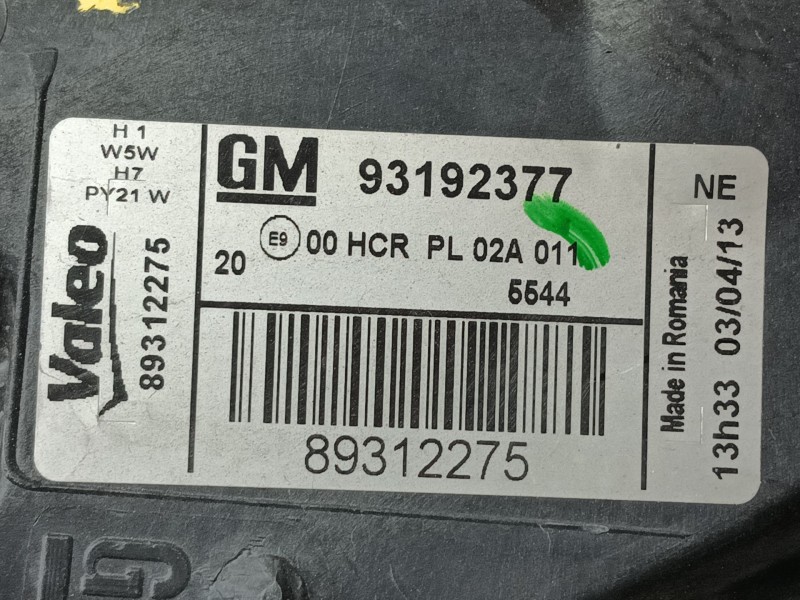 H 1
W5W
H7
PY21 W
Valeo
89312275
GM 93192377
20 E9 00 HCR PL 02A 011
5544
89312275
NE
Made in Romania
13h33 03/04/13